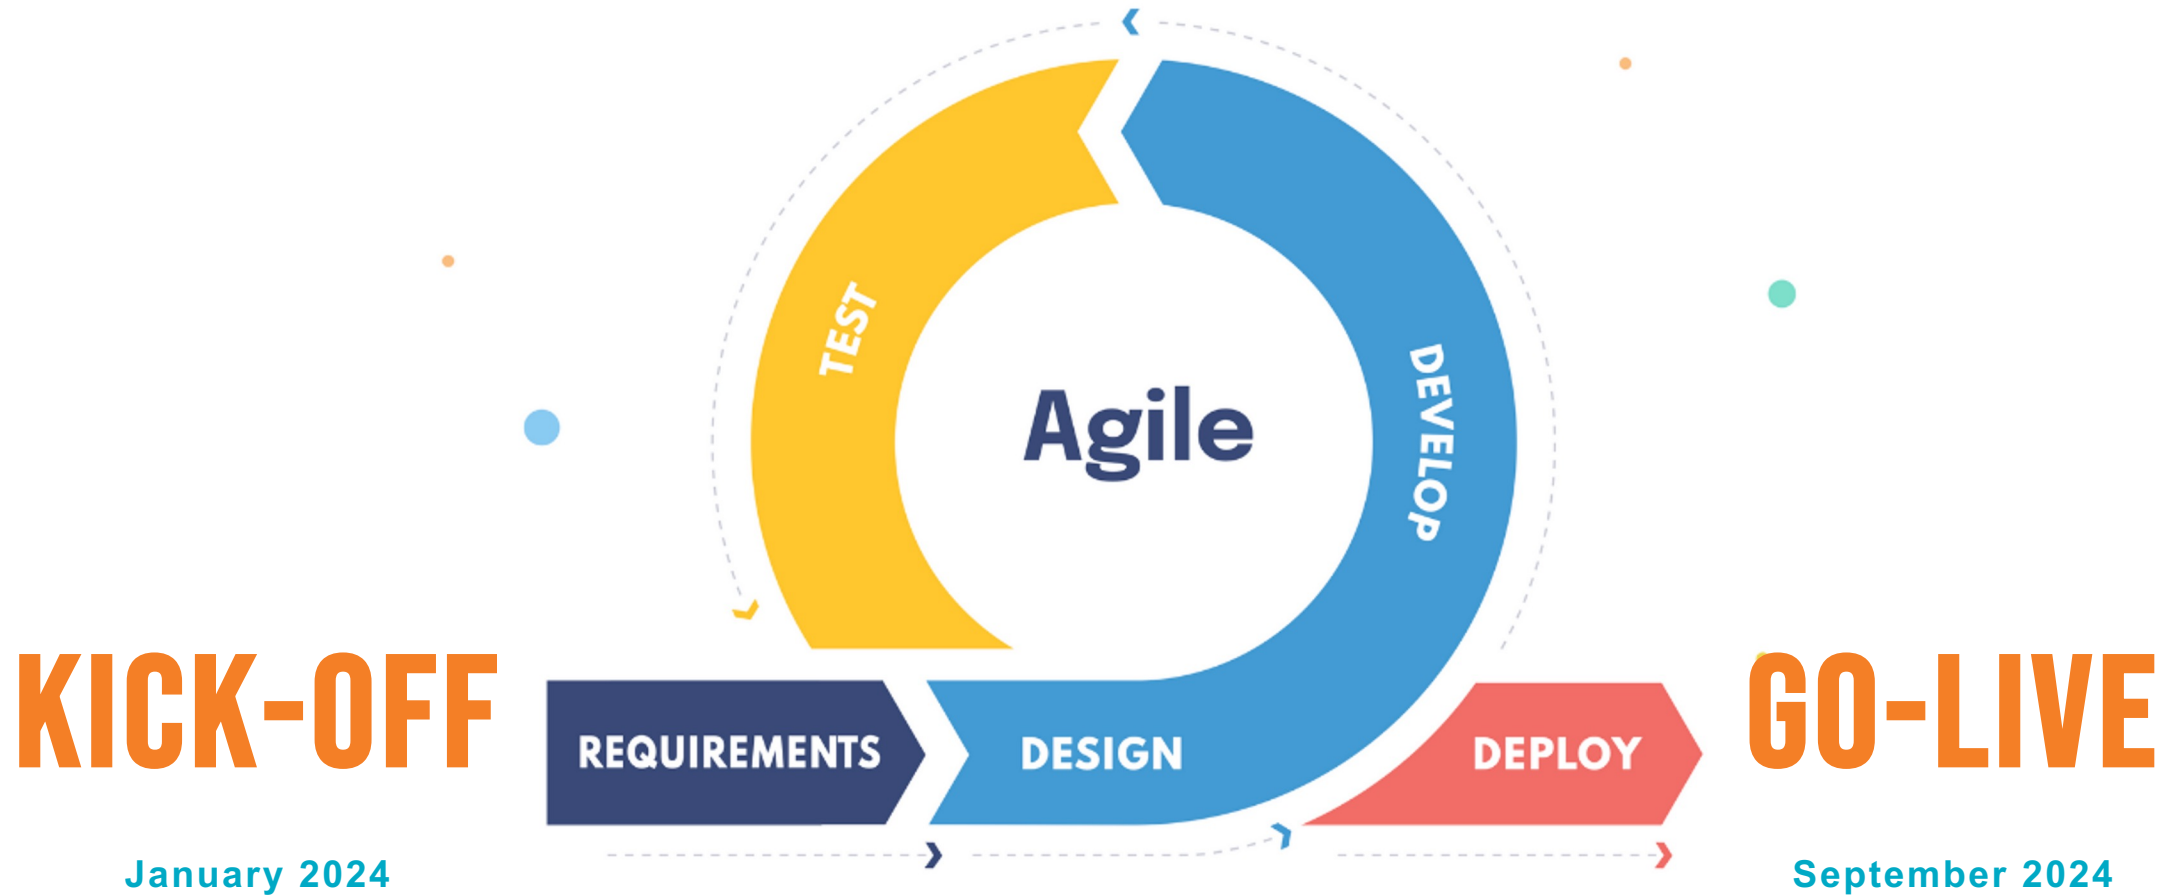 TEST
Agile
DEVELOP
KICK-OFF
REQUIREMENTS
DESIGN
DEPLOY
GO-LIVE
January 2024
September 2024